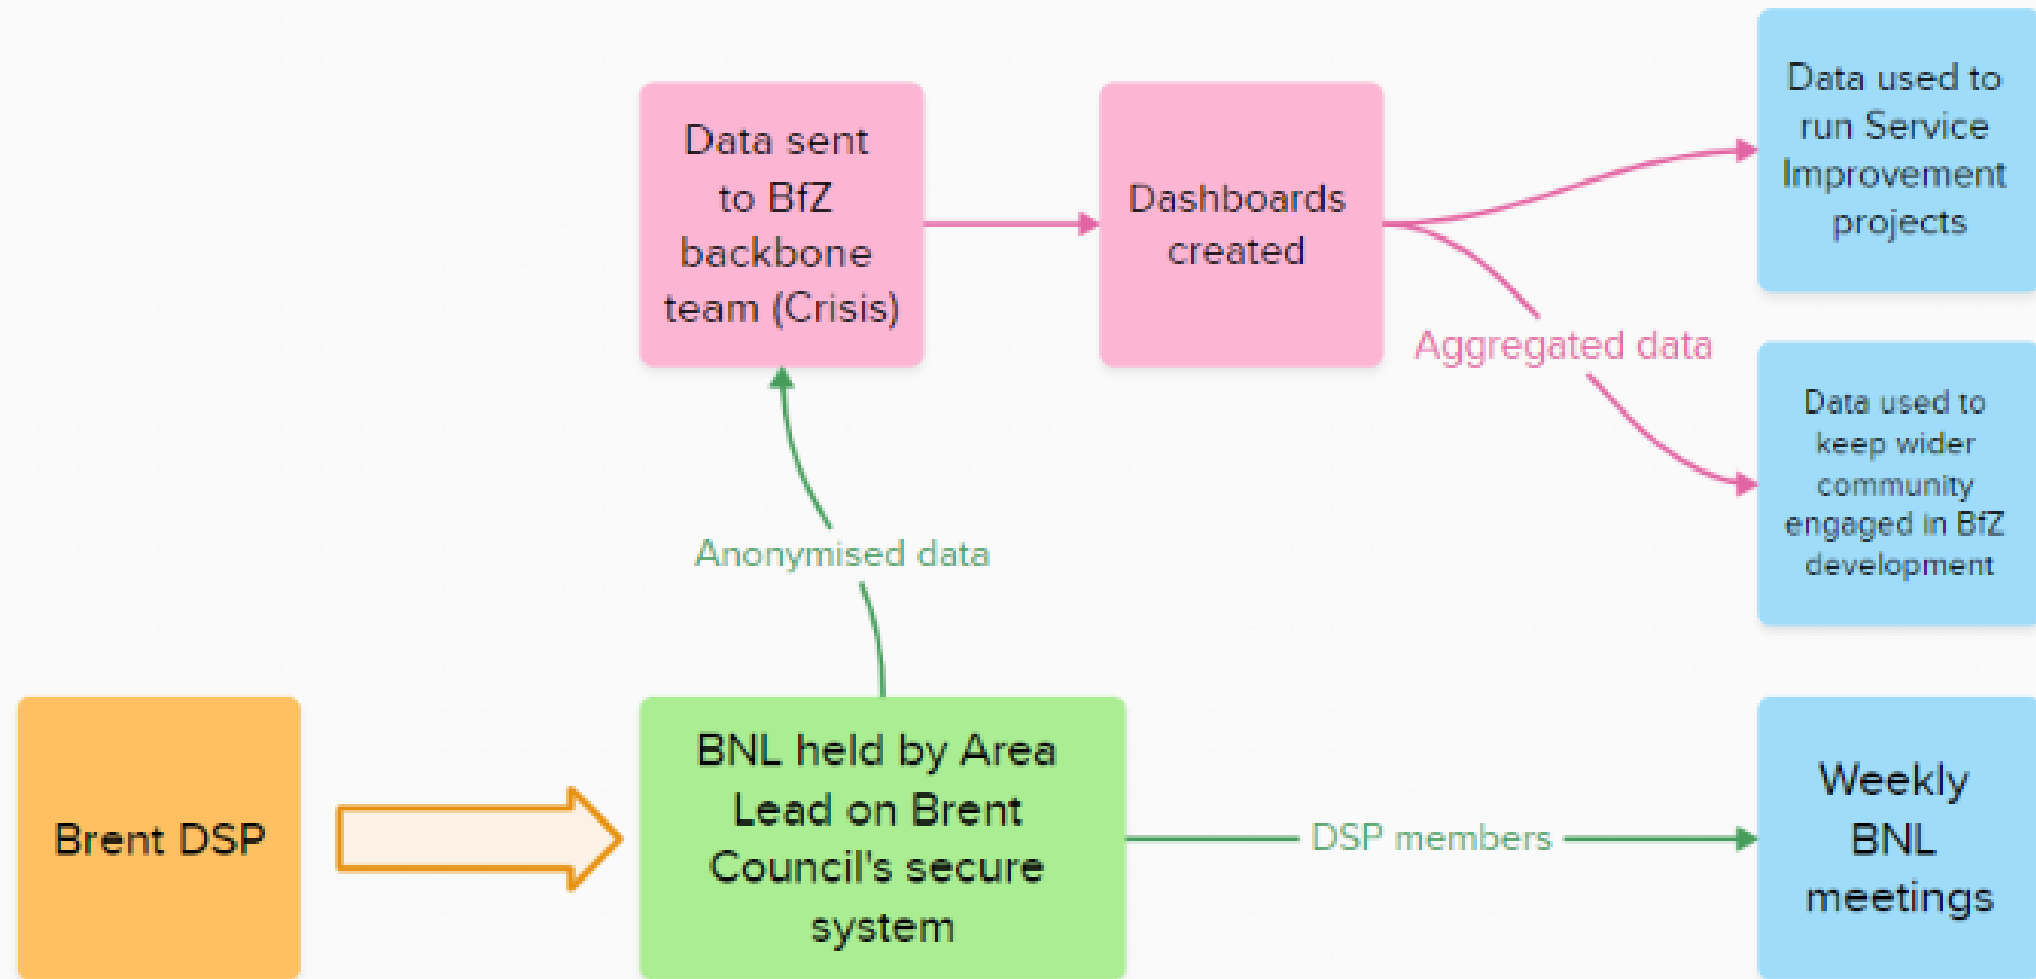 Data sent
to BfZ
backbone
team (Crisis)
Dashboards
created
Data used to
run Service
Improvement
projects
Aggregated data
Data used to
keep wider
community
engaged in BfZ
development
Anonymised data
Brent DSP
BNL held by Area
Lead on Brent
Council's secure
system
DSP members
Weekly
BNL
meetings